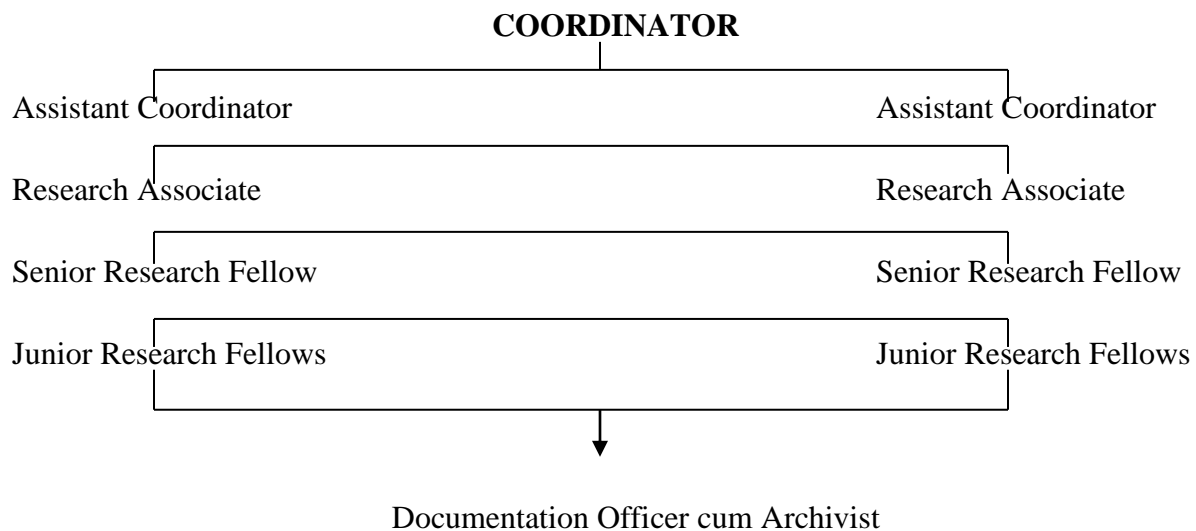 COORDINATOR
Assistant Coordinator Assistant Coordinator
Research Associate Research Associate
Senior Research Fellow Senior Research Fellow
Junior Research Fellows Junior Research Fellows
Documentation Officer cum Archivist